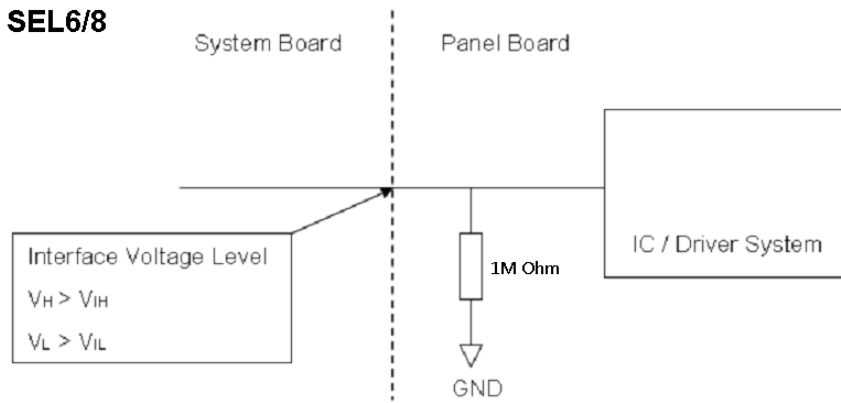 SEL6/8
System Board
Panel Board
Interface Voltage Level
VH > VIH
VL > VIL
1M Ohm
IC / Driver System
GND